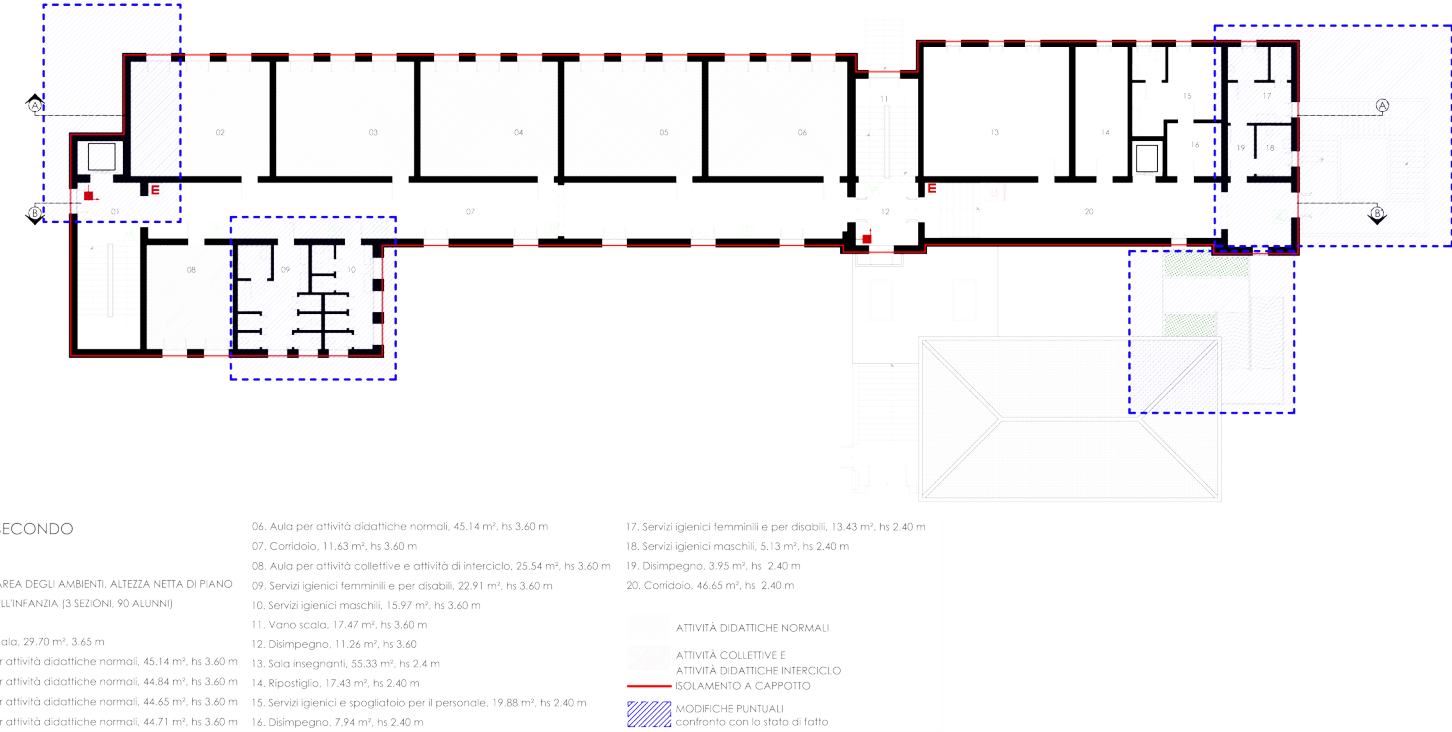 A
B
01
02
03
04
05
06
07
08
09
10
11
12
13
14
15
16
17
18
19
20
A
B
SECONDO
AREA DEGLI AMBIENTI, ALTEZZA NETTA DI PIANO
(3 SEZIONI, 90 ALUNNI)
29.70 m², 3.65 m
attività didattiche normali, 45.14 m², hs 3.60 m
attività didattiche normali, 44.84 m², hs 3.60 m
attività didattiche normali, 44.65 m², hs 3.60 m
attività didattiche normali, 44.71 m², hs 3.60 m
06. Aula per attività didattiche normali, 45.14 m², hs 3.60 m
07. Corridoio, 11.63 m², hs 3.60 m
08. Aula per attività collettive e attività di interciclo, 25.54 m², hs 3.60 m
09. Servizi igienici femminili e per disabili, 22.91 m², hs 3.60 m
10. Servizi igienici maschili, 15.97 m², hs 3.60 m
11. Vano scala, 17.47 m², hs 3.60 m
12. Disimpegno, 11.26 m², hs 3.60
13. Sala insegnanti, 55.33 m², hs 2.4 m
14. Ripostiglio, 17.43 m², hs 2.40 m
15. Servizi igienici e spogliatoio per il personale, 19.88 m², hs 2.40 m
16. Disimpegno, 7.94 m², hs 2.40 m
17. Servizi igienici femminili e per disabili, 13.43 m², hs 2.40 m
18. Servizi igienici maschili, 5.13 m², hs 2.40 m
19. Disimpegno, 3.95 m², hs 2.40 m
20. Corridoio, 46.65 m², hs 2.40 m
ATTIVITÀ DIDATTICHE NORMALI
ATTIVITÀ COLLETTIVE E
ATTIVITÀ DIDATTICHE INTERCICLO
ISOLAMENTO A CAPPOTTO
MODIFICHE PUNTUALI
confronto con lo stato di fatto